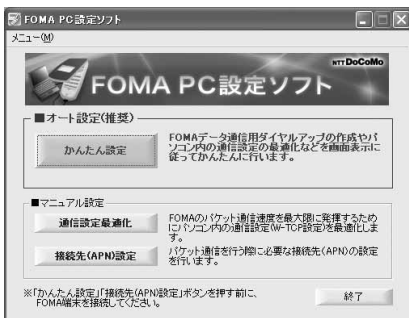 FOMA PC設定ソフト
メニュー(M)
NTT DoCoMo
FOMA PC設定ソフト
■オート設定(推奨)
かんたん設定
FOMAデータ通信用ダイヤルアップの作成やパ
ソコン内の通信設定の最適化などを画面表示に
従ってかんたんに行います。
■マニュアル設定
通信設定最適化
FOMAのパケット通信速度を最大限に発揮するため
にパソコン内の通信設定(W-TCP設定)を最適化しま
す。
接続先(APN)設定
パケット通信を行う際に必要な接続先(APN)の設定
を行います。
※「かんたん設定」「接続先(APN)設定」ボタンを押す前に、
FOMA端末を接続してください。
終了